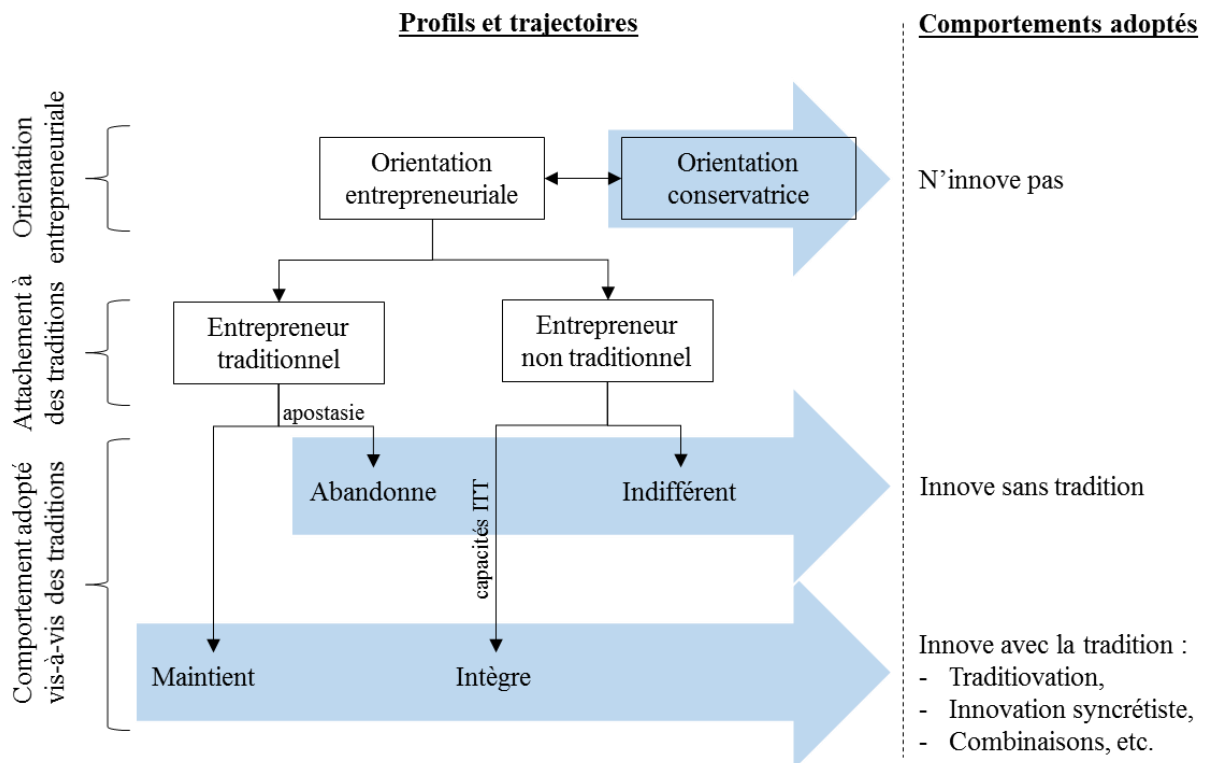 Profils et trajectoires
Comportements adoptés
Orientation
entrepreneuriale
Orientation
entrepreneuriale
Orientation
conservatrice
N’innove pas
Attachement à
des traditions
Entrepreneur
traditionnel
Entrepreneur
non traditionnel
apostasie
Comportement adopté
vis-à-vis des traditions
Abandonne
capacités ITT
Indifférent
Innove sans tradition
Maintient
Intègre
Innove avec la tradition :
- Traditiovation,
- Innovation syncrétiste,
- Combinaisons, etc.